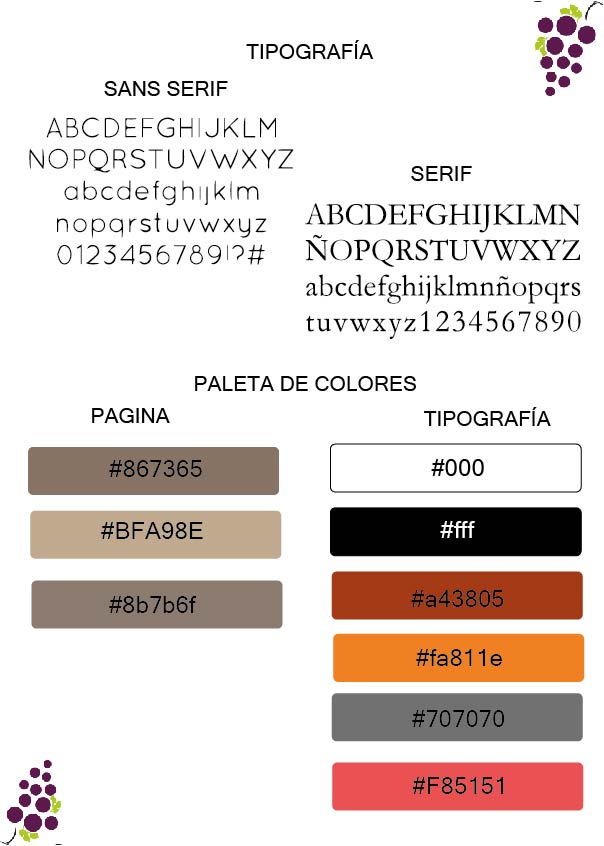 TIPOGRAFÍA
SANS SERIF
ABCDEFGHIJKLM
NOPQRSTUVWXYZ
abcdefghijklm
nopqrstuvwxyz
0123456789!?#
SERIF
ABCDEFGHIJKLMN
ÑOPQRSTUVWXYZ
abcdefghijklmnñopqrs
tuvwxyz1234567890
PALETA DE COLORES
PAGINA
#867365
#BFA98E
#8b7b6f
TIPOGRAFÍA
#000
#fff
#a43805
#fa811e
#707070
#F85151